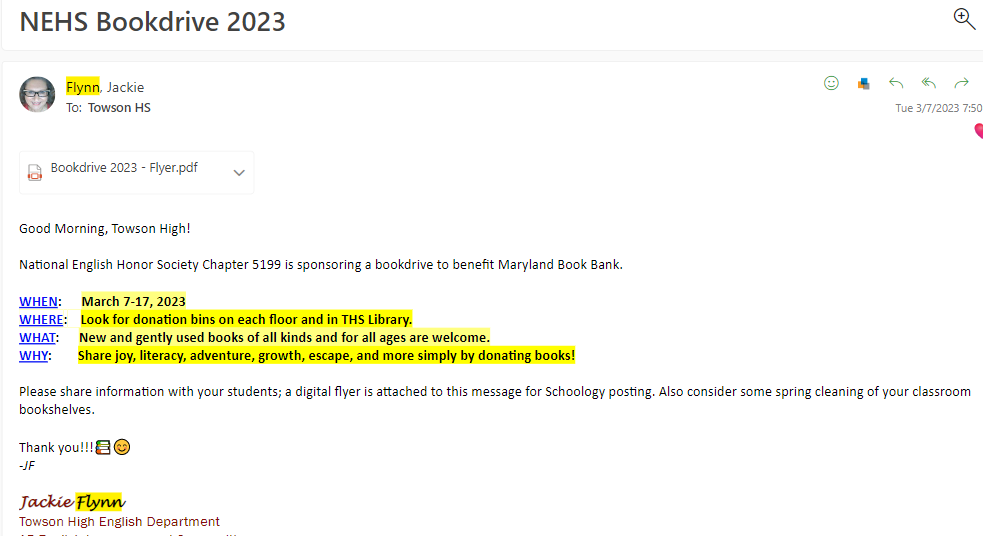 NEHS Bookdrive 2023
Flynn, Jackie
To: Towson HS
Tue 3/7/2023 7:50
Bookdrive 2023 - Flyer.pdf
Good Morning, Towson High!
National English Honor Society Chapter 5199 is sponsoring a bookdrive to benefit Maryland Book Bank.
WHEN: March 7-17, 2023
WHERE: Look for donation bins on each floor and in THS Library.
WHAT: New and gently used books of all kinds and for all ages are welcome.
WHY: Share joy, literacy, adventure, growth, escape, and more simply by donating books!
Please share information with your students; a digital flyer is attached to this message for Schoology posting. Also consider some spring cleaning of your classroom
bookshelves.
Thank you!!!📚😊
-JF
Jackie Flynn
Towson High English Department